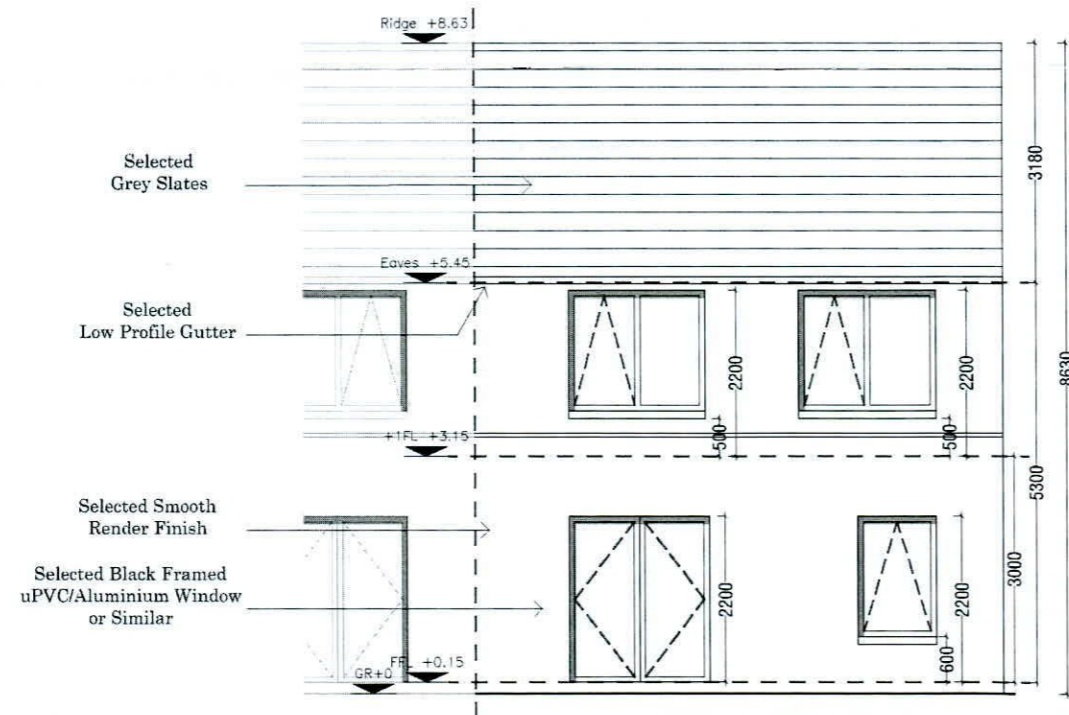 Ridge +8.63
Selected
Grey Slates
3180
Eaves +5.45
Selected
Low Profile Gutter
2200
2200
8630
500
500
+1FL +3.15
5300
Selected Smooth
Render Finish
3000
Selected Black Framed
uPVC/Aluminium Window
or Similar
2200
2200
600
FFL +0.15
GR+0